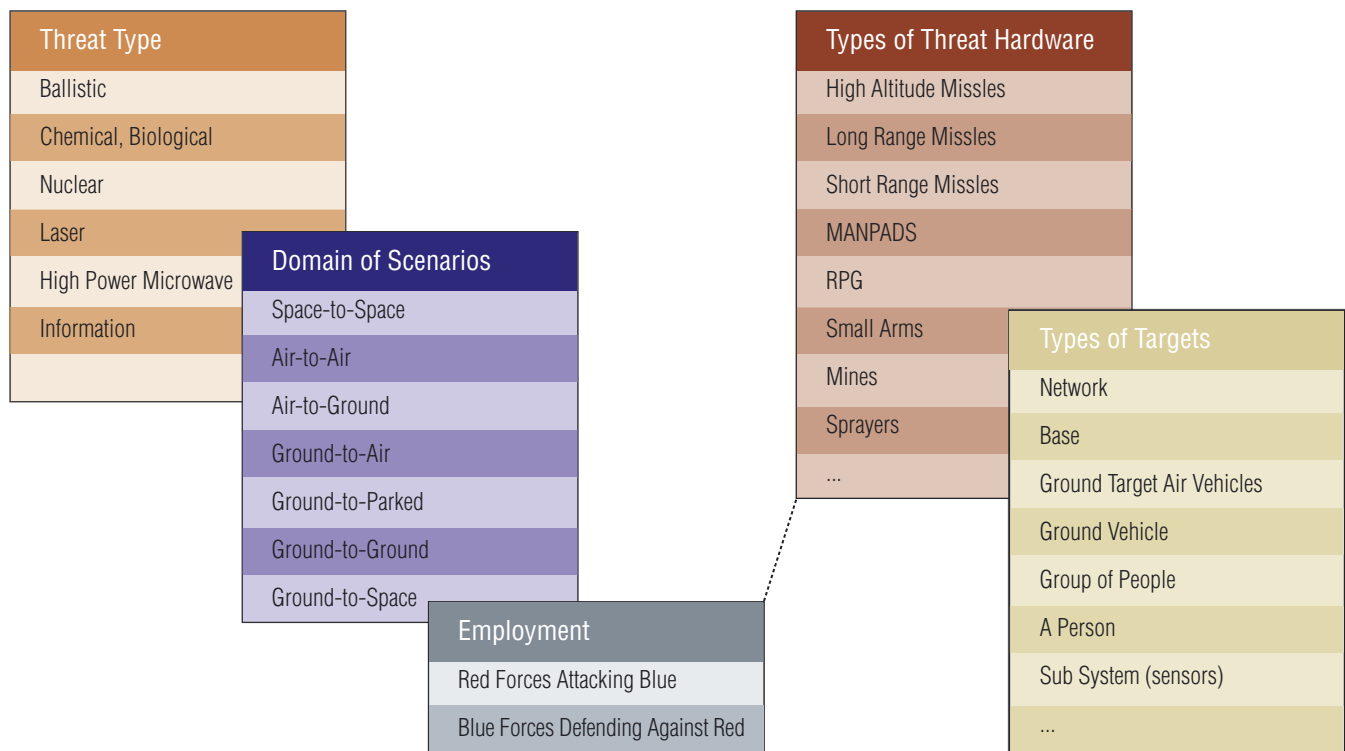 Threat Type
Ballistic
Chemical, Biological
Nuclear
Laser
High Power Microwave
Information
Domain of Scenarios
Space-to-Space
Air-to-Air
Air-to-Ground
Ground-to-Air
Ground-to-Parked
Ground-to-Ground
Ground-to-Space
Employment
Red Forces Attacking Blue
Blue Forces Defending Against Red
Types of Threat Hardware
High Altitude Missles
Long Range Missles
Short Range Missles
MANPADS
RPG
Small Arms
Mines
Sprayers
...
Types of Targets
Network
Base
Ground Target Air Vehicles
Ground Vehicle
Group of People
A Person
Sub System (sensors)
...